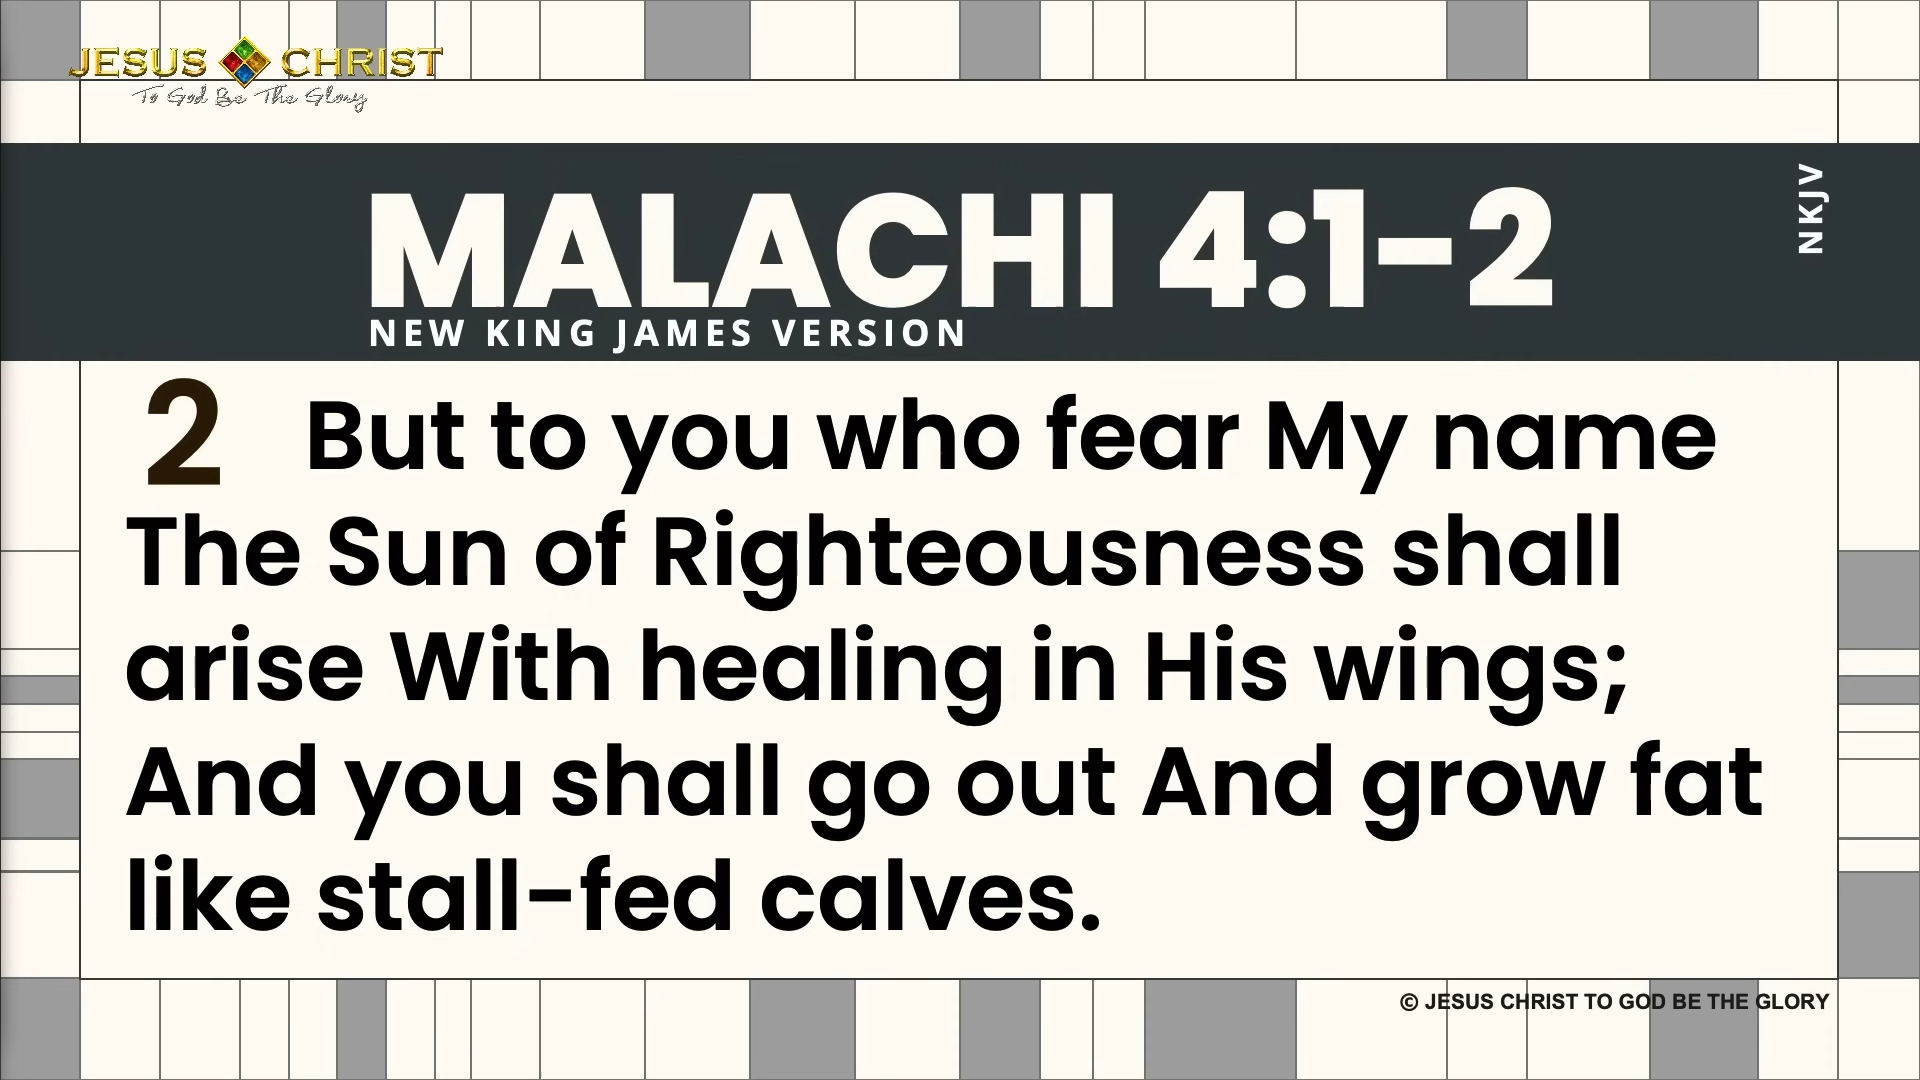 JESUS CHRIST
To God Be The Glory
MALACHI 4:1-2
NKJV
NEW KING JAMES VERSION
2 But to you who fear My name
The Sun of Righteousness shall
arise With healing in His wings;
And you shall go out And grow fat
like stall-fed calves.
© JESUS CHRIST TO GOD BE THE GLORY